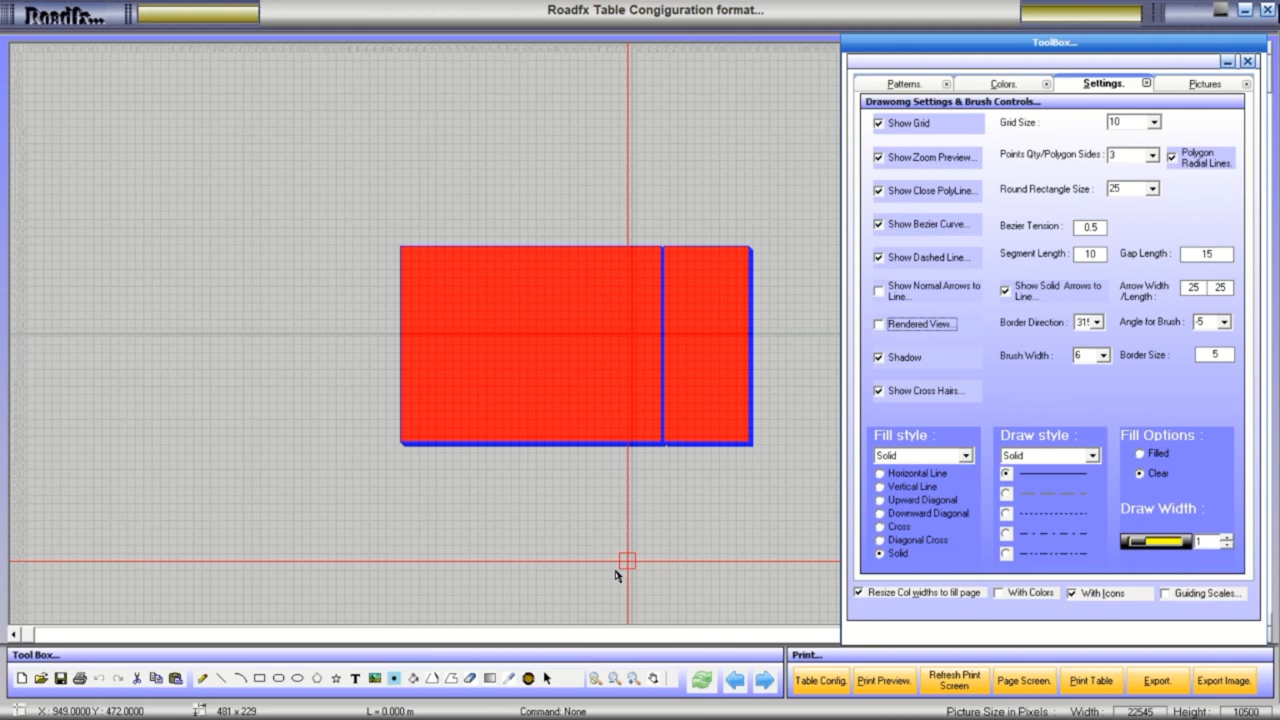 Roadfx...
Roadfx Table Congiguration format...
ToolBox...
Patterns. Colors. Settings. Pictures
Drawomg Settings & Brush Controls...
Show Grid Grid Size : 10
Show Zoom Preview... Points Qty/Polygon Sides : 3 Polygon Radial Lines.
Show Close PolyLine... Round Rectangle Size : 25
Show Bezier Curve... Bezier Tension : 0.5
Show Dashed Line... Segment Length : 10 Gap Length : 15
Show Normal Arrows to Line... Show Solid Arrows to Line... Arrow Width /Length : 25 25
Rendered View... Border Direction : 315 Angle for Brush : -5
Shadow Brush Width : 6 Border Size : 5
Show Cross Hairs...
Fill style : Draw style : Fill Options :
Solid Solid Filled
Horizontal Line Clear
Vertical Line
Upward Diagonal
Downward Diagonal Draw Width :
Cross
Diagonal Cross 1
Solid
Resize Col widths to fill page With Colors With Icons Guiding Scales...
Tool Box... Print...
T
Table Config. Print Preview. Refresh Print Screen Page Screen. Print Table Export. Export Image.
X : 949.0000 Y : 472.0000 481 x 229 L = 0.000 m Command: None Picture Size in Pixels : Width : 22545 Height : 10500